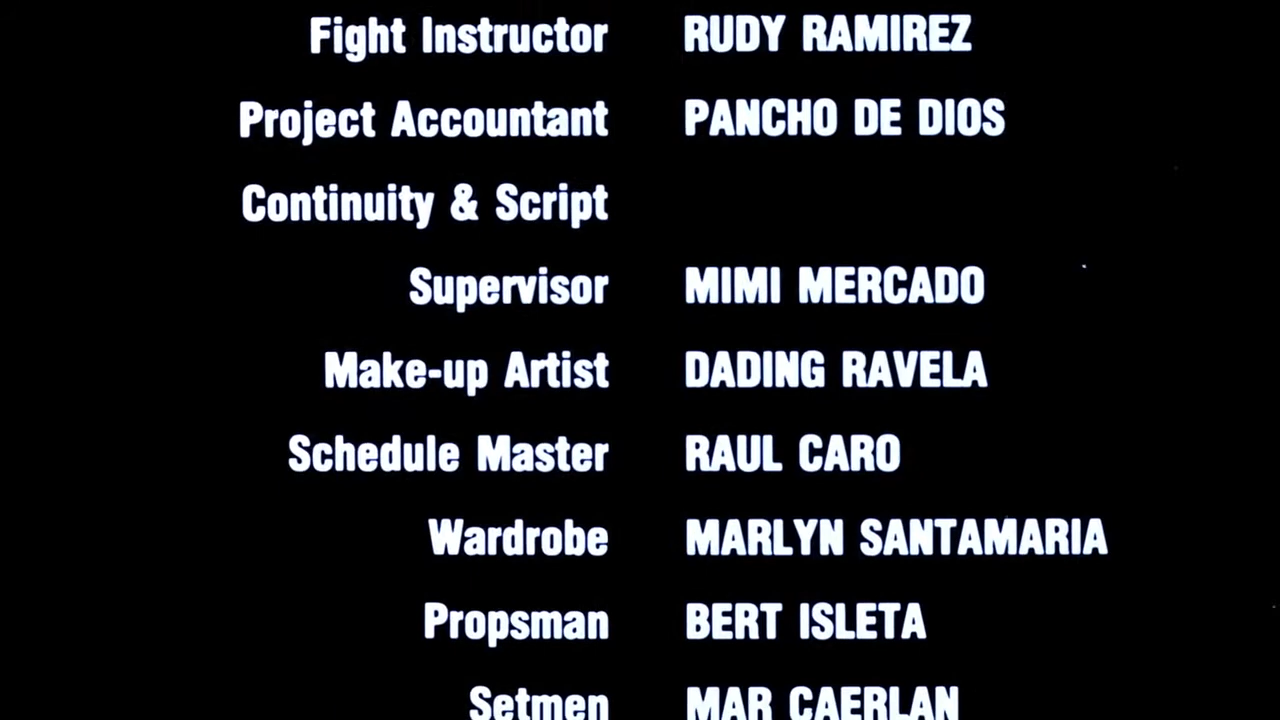 Fight Instructor RUDY RAMIREZ
Project Accountant PANCHO DE DIOS
Continuity & Script
Supervisor MIMI MERCADO
Make-up Artist DADING RAVELA
Schedule Master RAUL CARO
Wardrobe MARLYN SANTAMARIA
Propsman BERT ISLETA
Setmen MAR CAERLAN